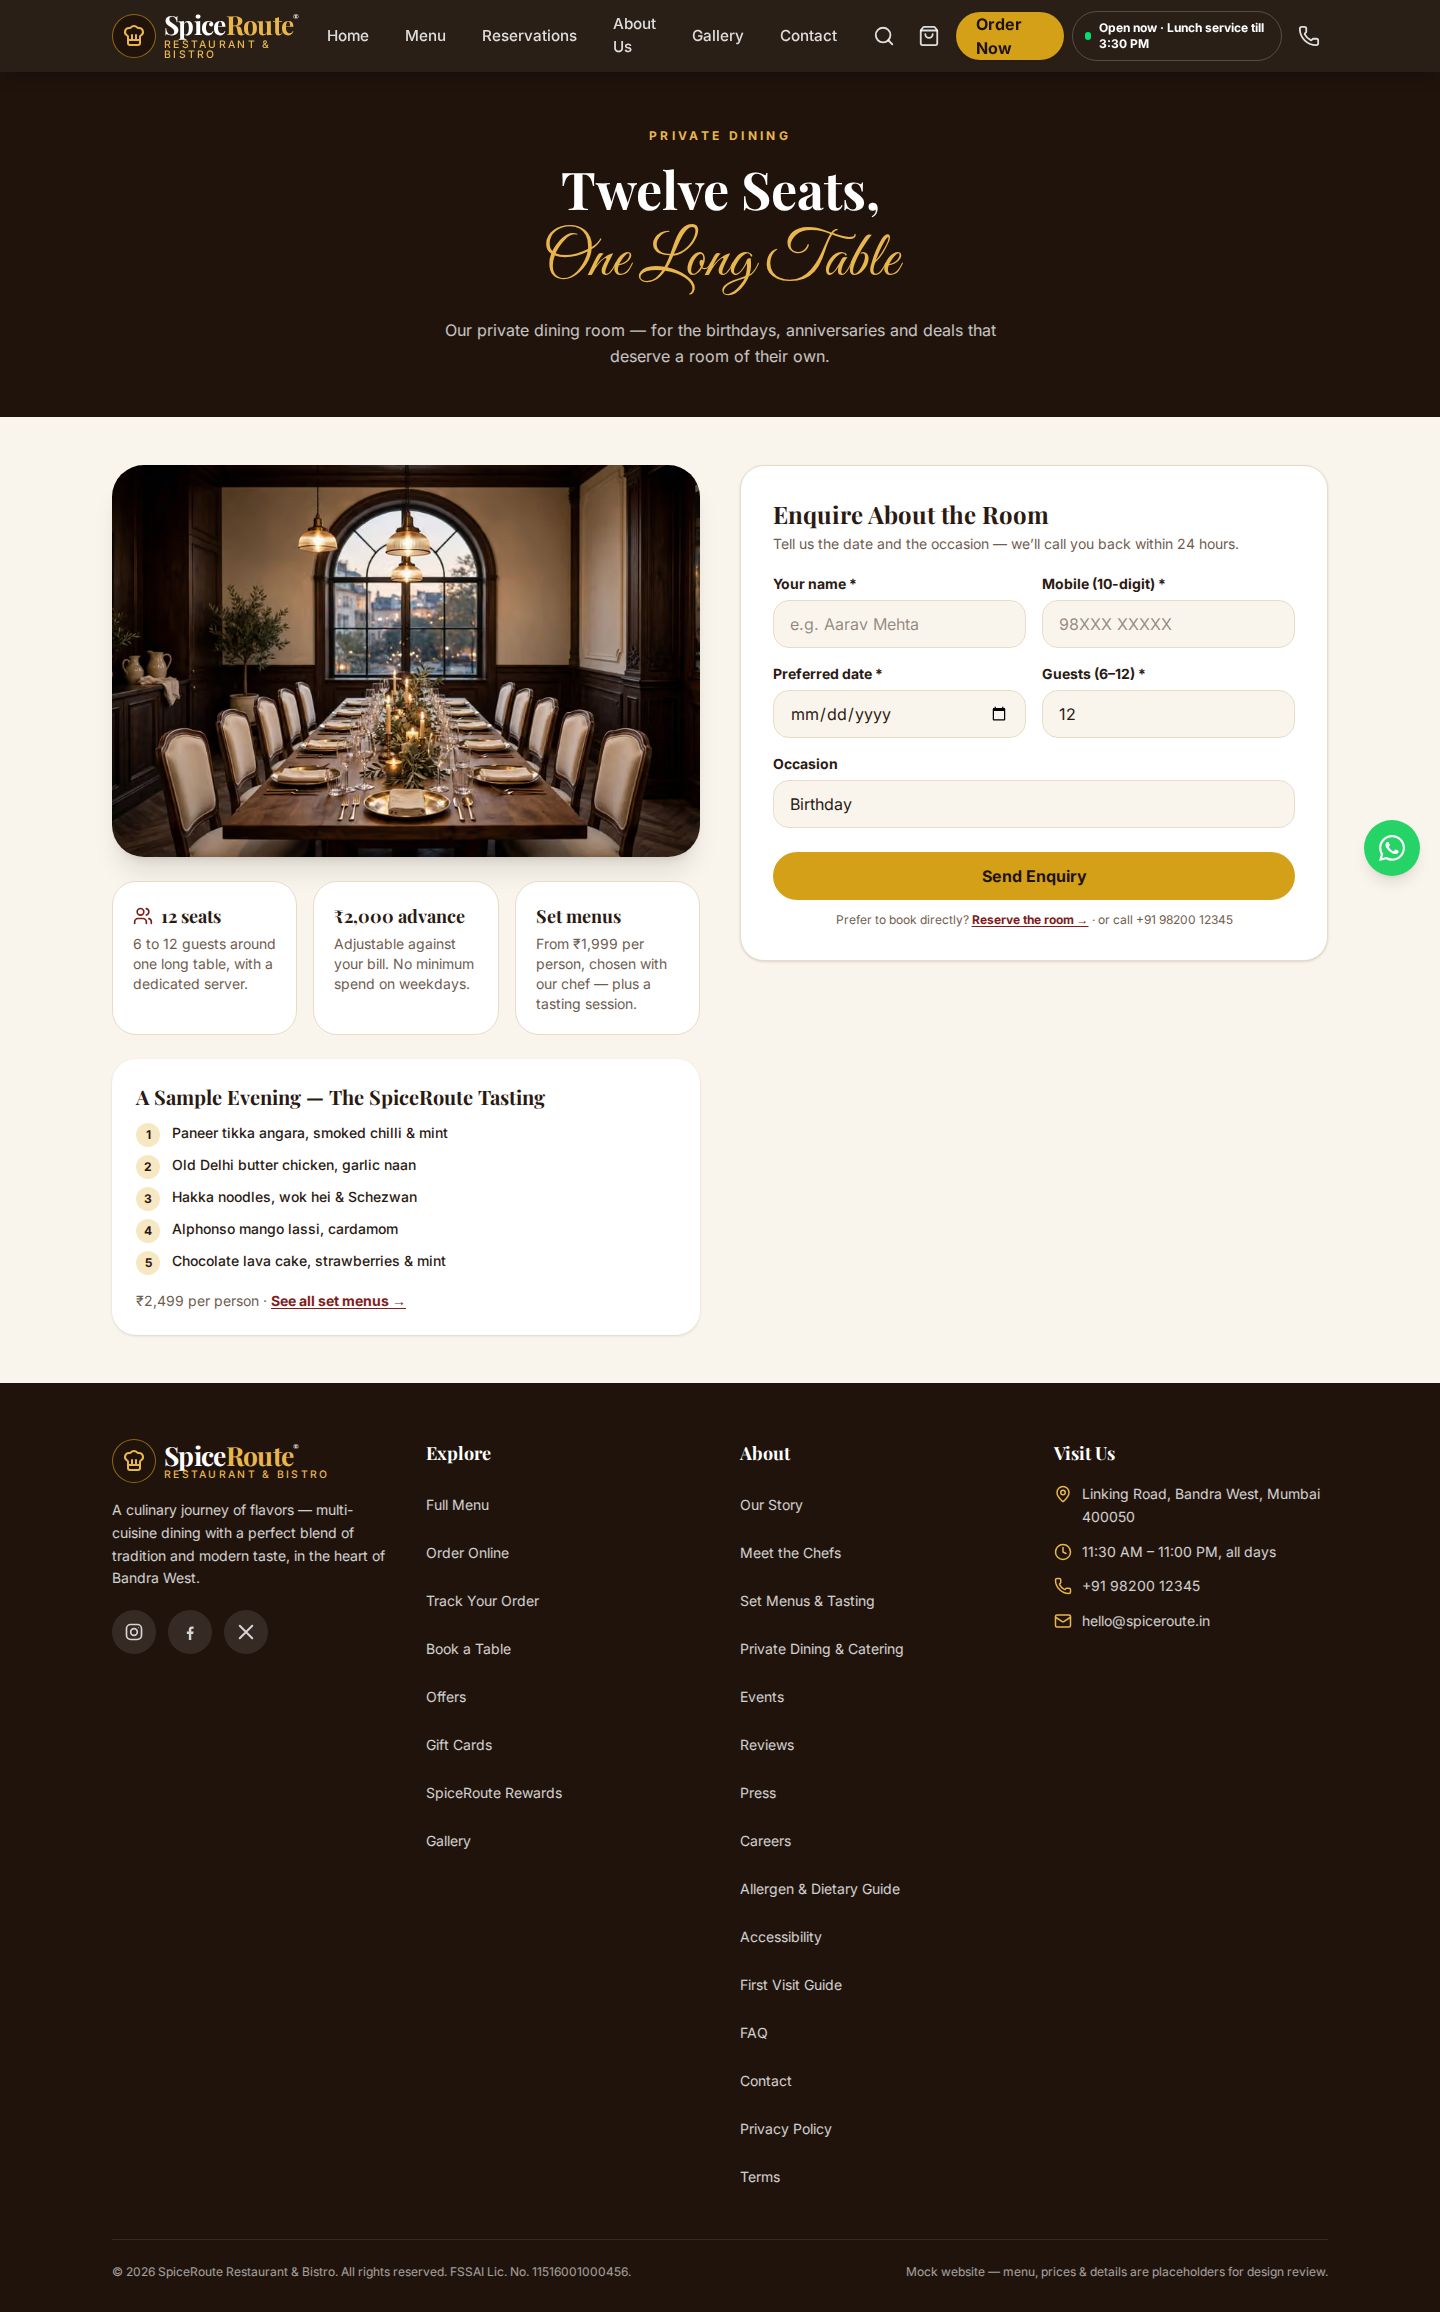 SpiceRoute®
RESTAURANT &
BISTRO
Home
Menu
Reservations
About
Us
Gallery
Contact
Order
Now
Open now · Lunch service till
3:30 PM
PRIVATE DINING
Twelve Seats,
One Long Table
Our private dining room — for the birthdays, anniversaries and deals that
deserve a room of their own.
12 seats
6 to 12 guests around
one long table, with a
dedicated server.
₹2,000 advance
Adjustable against
your bill. No minimum
spend on weekdays.
Set menus
From ₹1,999 per
person, chosen with
our chef — plus a
tasting session.
A Sample Evening — The SpiceRoute Tasting
1 Paneer tikka angara, smoked chilli & mint
2 Old Delhi butter chicken, garlic naan
3 Hakka noodles, wok hei & Schezwan
4 Alphonso mango lassi, cardamom
5 Chocolate lava cake, strawberries & mint
₹2,499 per person · See all set menus →
Enquire About the Room
Tell us the date and the occasion — we’ll call you back within 24 hours.
Your name *
e.g. Aarav Mehta
Mobile (10-digit) *
98XXX XXXXX
Preferred date *
mm/dd/yyyy
Guests (6–12) *
12
Occasion
Birthday
Send Enquiry
Prefer to book directly? Reserve the room → · or call +91 98200 12345
SpiceRoute®
RESTAURANT & BISTRO
A culinary journey of flavors — multi-
cuisine dining with a perfect blend of
tradition and modern taste, in the heart of
Bandra West.
Explore
Full Menu
Order Online
Track Your Order
Book a Table
Offers
Gift Cards
SpiceRoute Rewards
Gallery
About
Our Story
Meet the Chefs
Set Menus & Tasting
Private Dining & Catering
Events
Reviews
Press
Careers
Allergen & Dietary Guide
Accessibility
First Visit Guide
FAQ
Contact
Privacy Policy
Terms
Visit Us
Linking Road, Bandra West, Mumbai
400050
11:30 AM – 11:00 PM, all days
+91 98200 12345
hello@spiceroute.in
© 2026 SpiceRoute Restaurant & Bistro. All rights reserved. FSSAI Lic. No. 11516001000456.
Mock website — menu, prices & details are placeholders for design review.